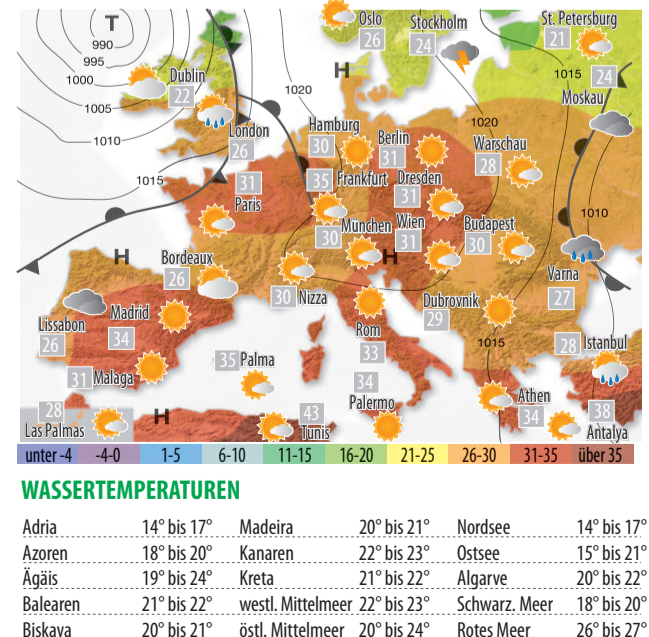 T
990
995
1000
1005
1010
1015
Oslo
26
Stockholm
24
St. Petersburg
21
H
1020
1015
24
Moskau
Dublin
22
London
26
Hamburg
30
Berlin
31
1020
Warschau
28
31
Paris
35
Frankfurt
Dresden
31
1010
30
München
Wien
31
Budapest
30
H
H
Bordeaux
26
30
Nizza
Varna
27
Dubrovnik
29
Lissabon
26
Madrid
34
Rom
33
1015
28
Istanbul
35
Palma
31
Malaga
34
Palermo
Athen
34
38
Antalya
28
Las Palmas
H
43
Tunis
unter -4 -4-0 1-5 6-10 11-15 16-20 21-25 26-30 31-35 über 35
WASSERTEMPERATUREN
Adria 14° bis 17° Madeira 20° bis 21° Nordsee 14° bis 17°
Azoren 18° bis 20° Kanaren 22° bis 23° Ostsee 15° bis 21°
Ägäis 19° bis 24° Kreta 21° bis 22° Algarve 20° bis 22°
Balearen 21° bis 22° westl. Mittelmeer 22° bis 23° Schwarz. Meer 18° bis 20°
Biskaya 20° bis 21° östl. Mittelmeer 20° bis 24° Rotes Meer 26° bis 27°